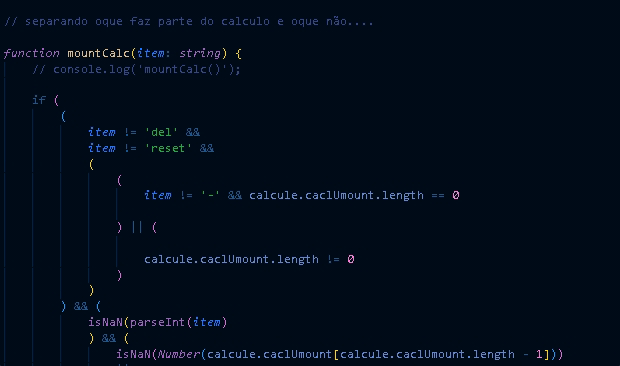 // separando oque faz parte do calculo e oque não....
function mountCalc(item: string) {
// console.log('mountCalc()');
if (
(
item != 'del' &&
item != 'reset' &&
(
(
item != '-' && calcule.caclUmount.length == 0
) || (
calcule.caclUmount.length != 0
)
)
) && (
isNaN(parseInt(item)
) && (
isNaN(Number(calcule.caclUmount[calcule.caclUmount.length - 1]))